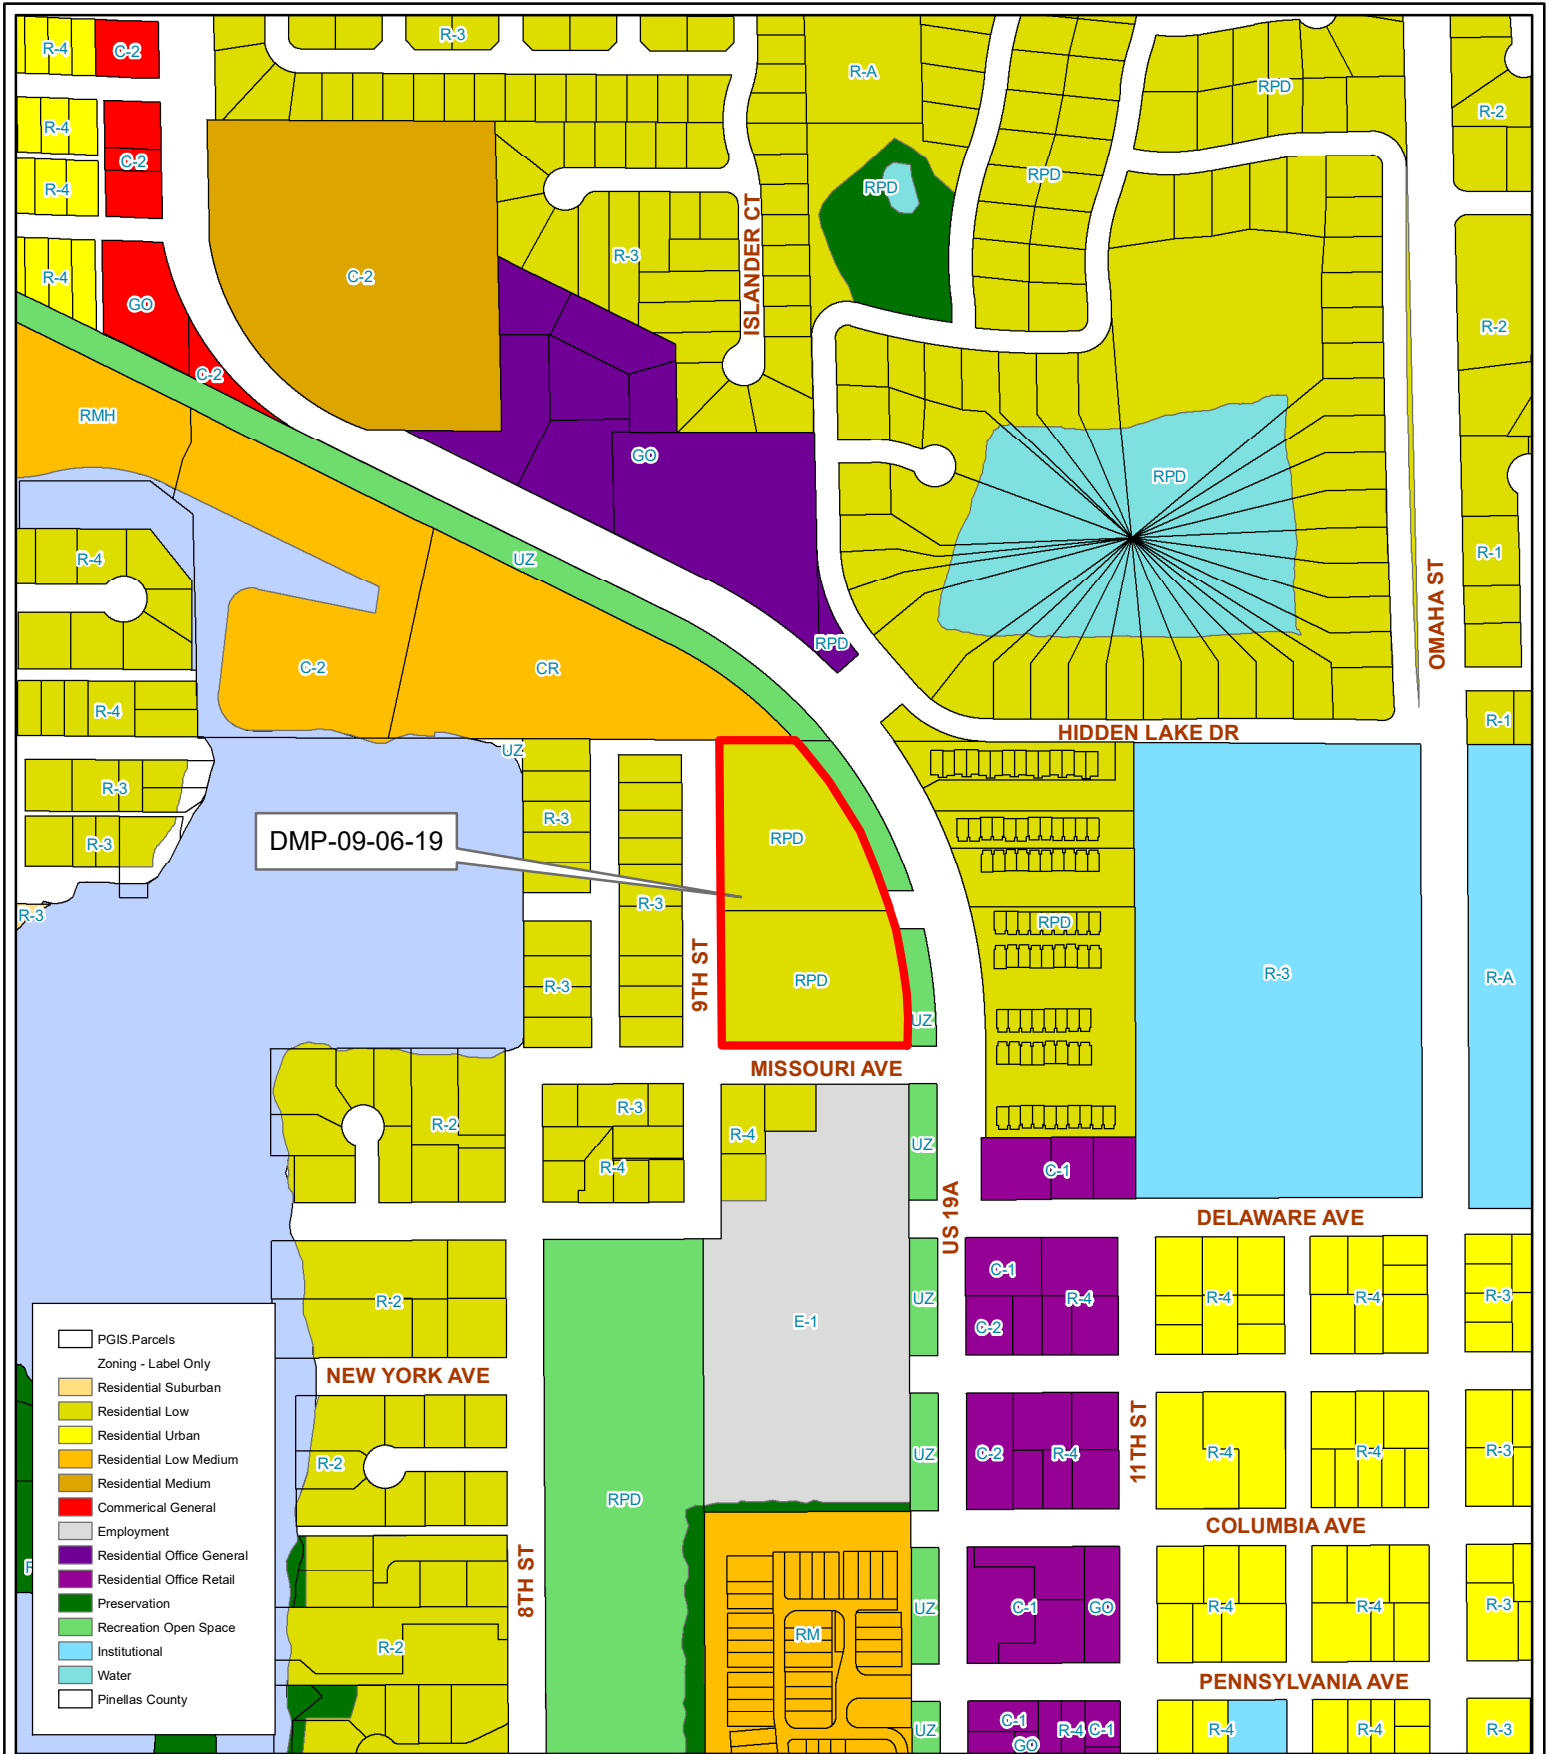 R-4
C-2
R-3
R-A
RPD
R-2
R-4
C-2
R-4
RPD
RPD
ISLANDER CT
R-3
R-4
C-2
GO
R-2
C-2
RMH
GO
RPD
UZ
R-4
R-1
OMAHA ST
RPD
C-2
CR
R-4
R-1
HIDDEN LAKE DR
UZ
R-3
R-3
R-3
RPD
DMP-09-06-19
R-3
R-3
RPD
R-3
R-A
9TH ST
R-3
RPD
UZ
MISSOURI AVE
R-3
R-2
R-4
UZ
R-4
C-1
US 19A
DELAWARE AVE
C-1
R-2
UZ
R-4
R-4
R-4
R-3
E-1
C-2
NEW YORK AVE
11TH ST
R-2
UZ
C-2
R-4
R-4
R-4
R-3
RPD
COLUMBIA AVE
8TH ST
UZ
C-1
GO
R-4
R-4
R-3
RM
R-2
PENNSYLVANIA AVE
UZ
C-1
GO
R-4
C-1
R-4
R-4
R-3
PGIS.Parcels
Zoning - Label Only
Residential Suburban
Residential Low
Residential Urban
Residential Low Medium
Residential Medium
Commerical General
Employment
Residential Office General
Residential Office Retail
Preservation
Recreation Open Space
Institutional
Water
Pinellas County